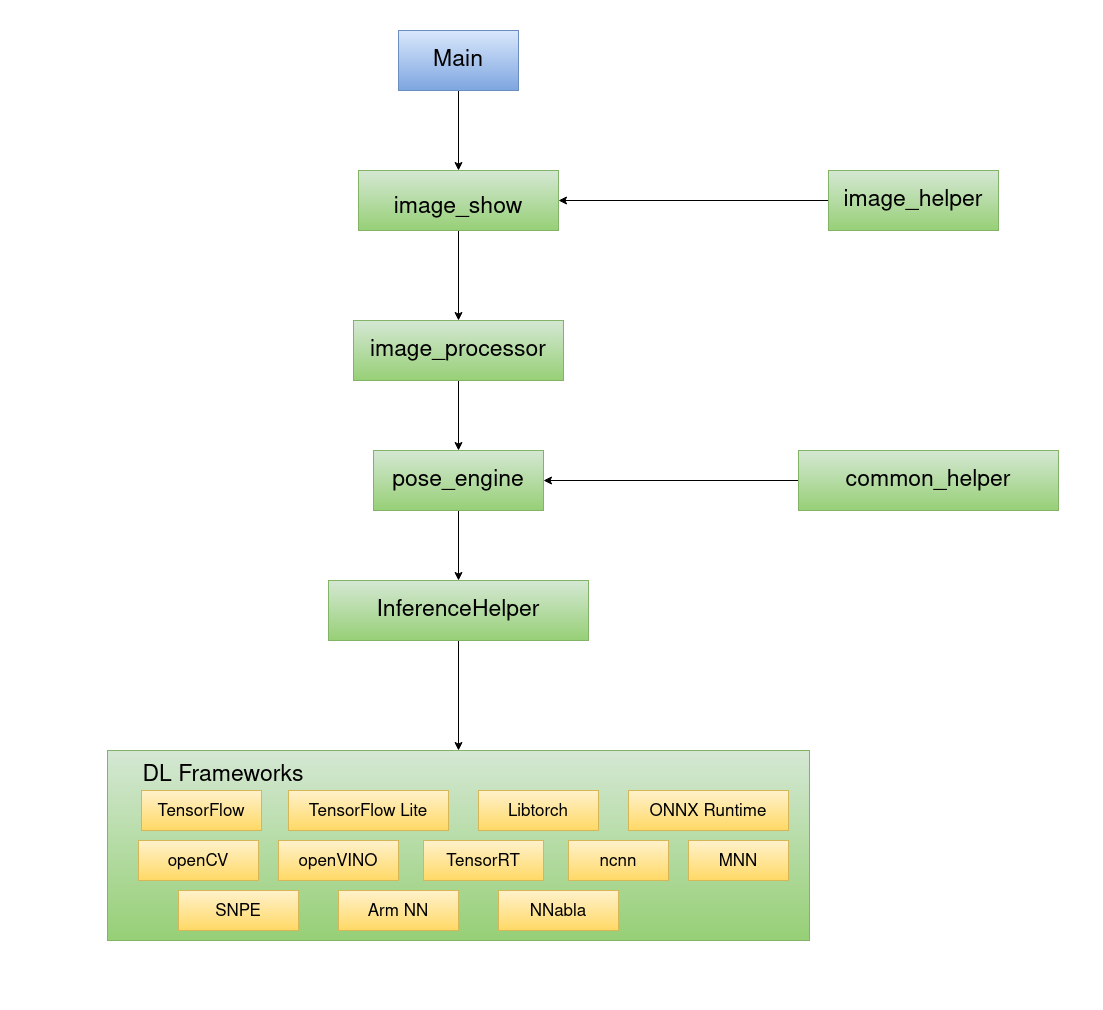 Main
image_show
image_helper
image_processor
pose_engine
common_helper
InferenceHelper
DL Frameworks
TensorFlow
TensorFlow Lite
Libtorch
ONNX Runtime
openCV
openVINO
TensorRT
ncnn
MNN
SNPE
Arm NN
NNabla